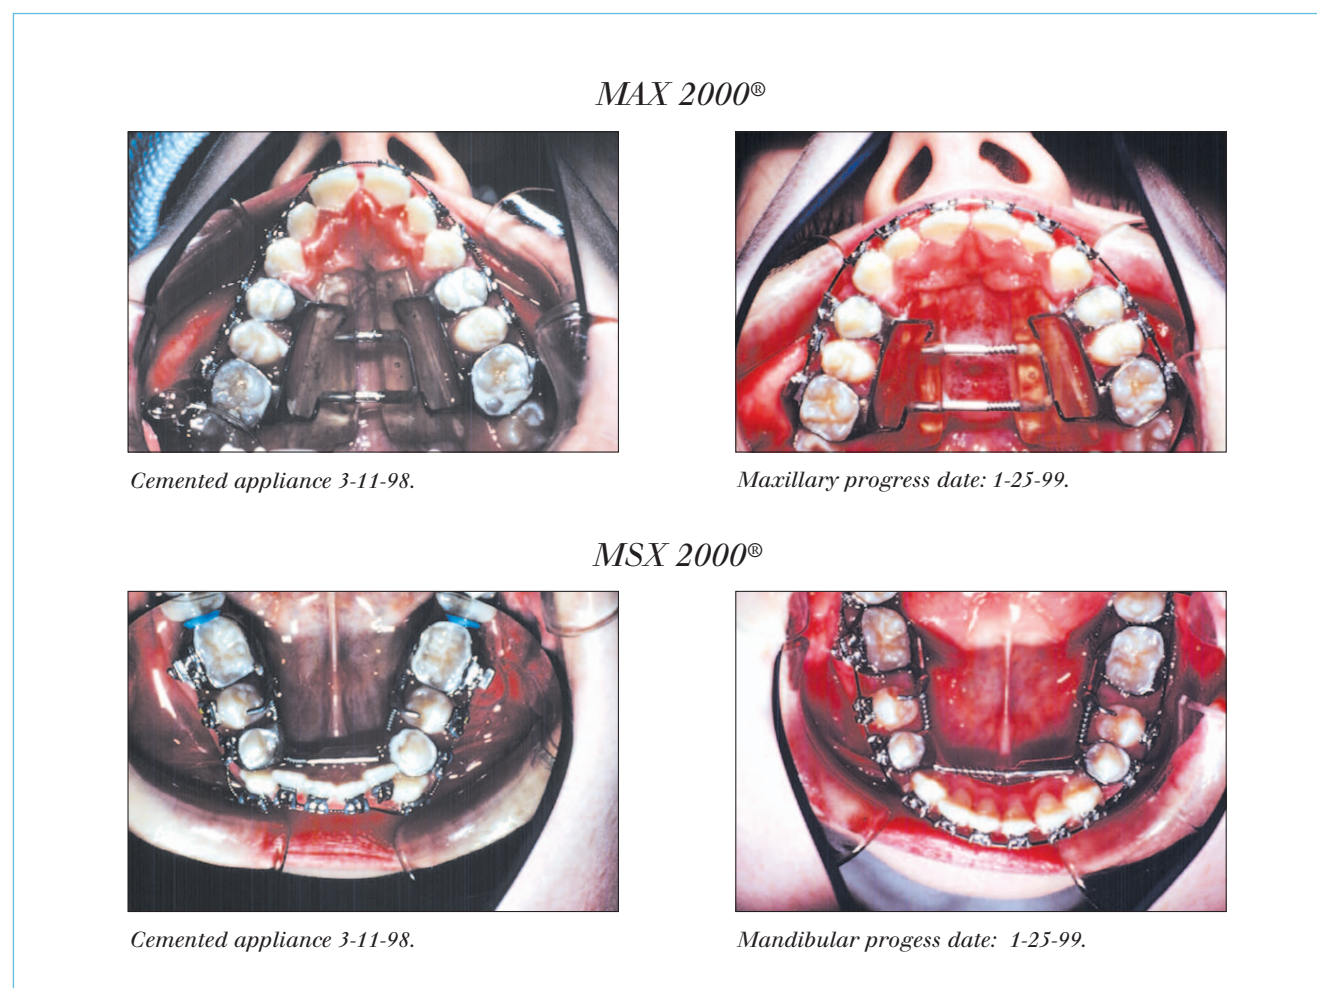 MAX 2000®
Cemented appliance 3-11-98.
Maxillary progress date: 1-25-99.
MSX 2000®
Cemented appliance 3-11-98.
Mandibular progess date: 1-25-99.